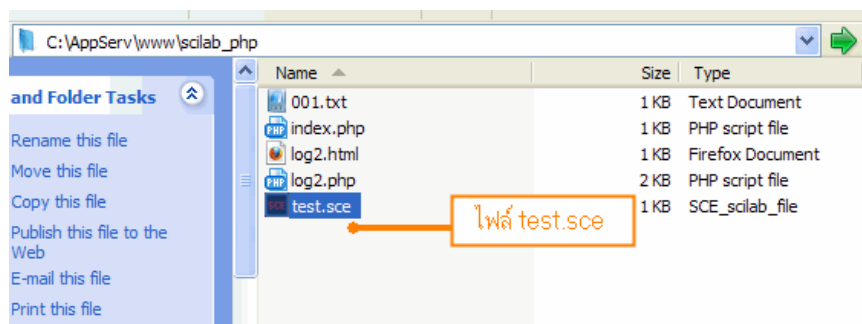 C:\AppServ\www\scilab_php
Name Size Type
and Folder Tasks
Rename this file
Move this file
Copy this file
Publish this file to the
Web
E-mail this file
Print this file
001.txt 1 KB Text Document
index.php 1 KB PHP script file
log2.html 1 KB Firefox Document
log2.php 2 KB PHP script file
test.sce 1 KB SCE_scilab_file
ไฟล์ test.sce